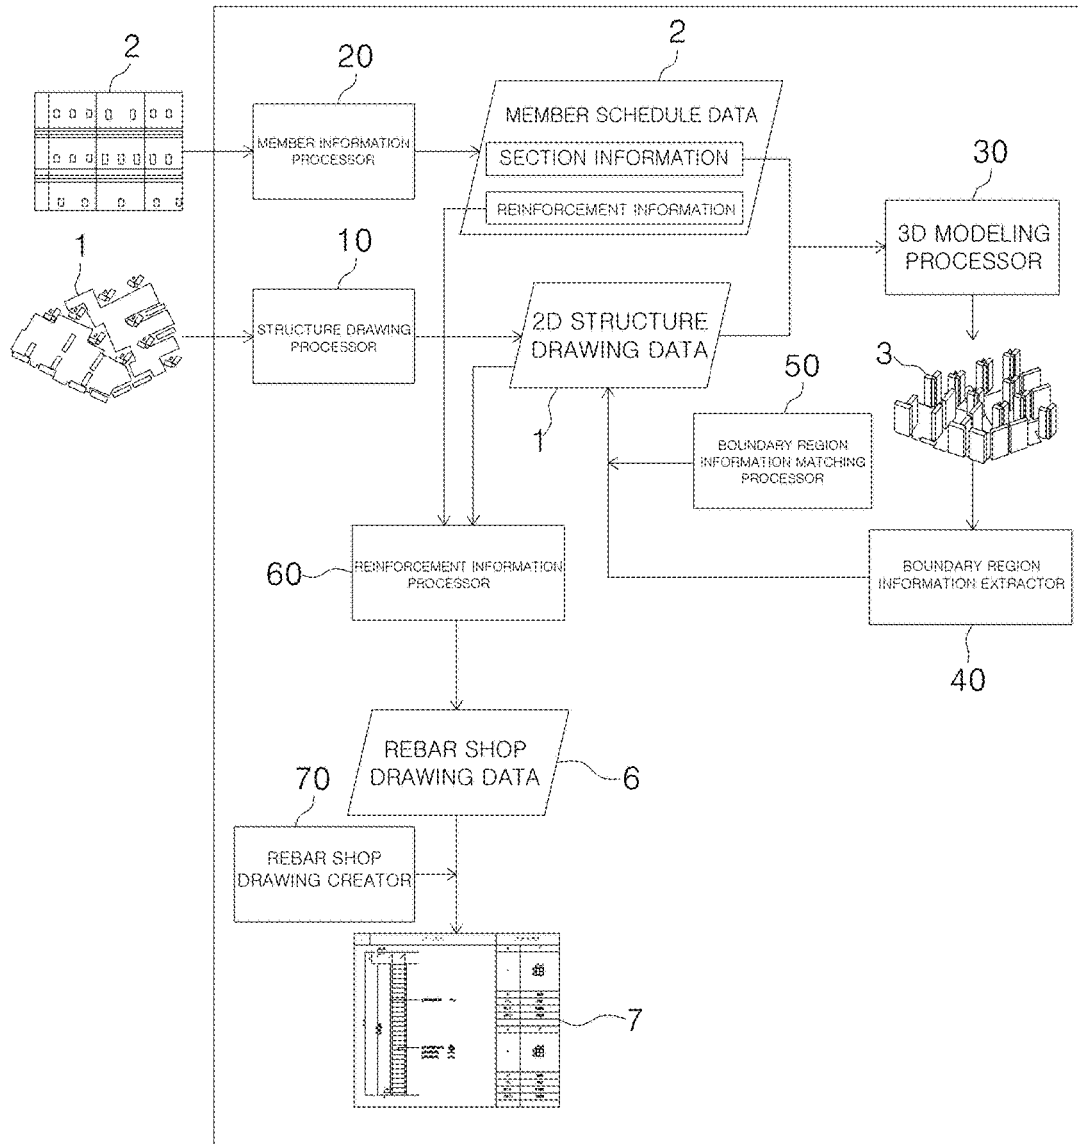 2
20
2
MEMBER INFORMATION
PROCESSOR
MEMBER SCHEDULE DATA
SECTION INFORMATION
REINFORCEMENT INFORMATION
30
3D MODELING
PROCESSOR
1
10
STRUCTURE DRAWING
PROCESSOR
2D STRUCTURE
DRAWING DATA
1
3
50
BOUNDARY REGION
INFORMATION MATCHING
PROCESSOR
60
REINFORCEMENT INFORMATION
PROCESSOR
BOUNDARY REGION
INFORMATION EXTRACTOR
40
REBAR SHOP
DRAWING DATA
6
70
REBAR SHOP
DRAWING CREATOR
7